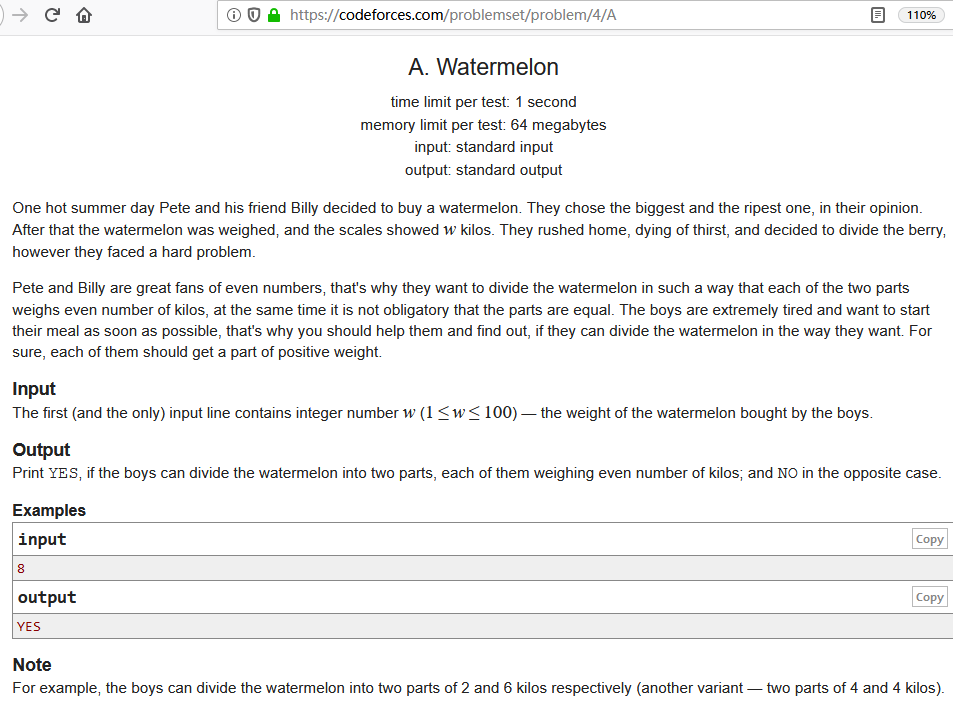 https://codeforces.com/problemset/problem/4/A
110%
A. Watermelon
time limit per test: 1 second
memory limit per test: 64 megabytes
input: standard input
output: standard output
One hot summer day Pete and his friend Billy decided to buy a watermelon. They chose the biggest and the ripest one, in their opinion.
After that the watermelon was weighed, and the scales showed w kilos. They rushed home, dying of thirst, and decided to divide the berry,
however they faced a hard problem.
Pete and Billy are great fans of even numbers, that's why they want to divide the watermelon in such a way that each of the two parts
weighs even number of kilos, at the same time it is not obligatory that the parts are equal. The boys are extremely tired and want to start
their meal as soon as possible, that's why you should help them and find out, if they can divide the watermelon in the way they want. For
sure, each of them should get a part of positive weight.
Input
The first (and the only) input line contains integer number w (1 ≤ w ≤ 100) — the weight of the watermelon bought by the boys.
Output
Print YES, if the boys can divide the watermelon into two parts, each of them weighing even number of kilos; and NO in the opposite case.
Examples
input Copy
8
output Copy
YES
Note
For example, the boys can divide the watermelon into two parts of 2 and 6 kilos respectively (another variant — two parts of 4 and 4 kilos).